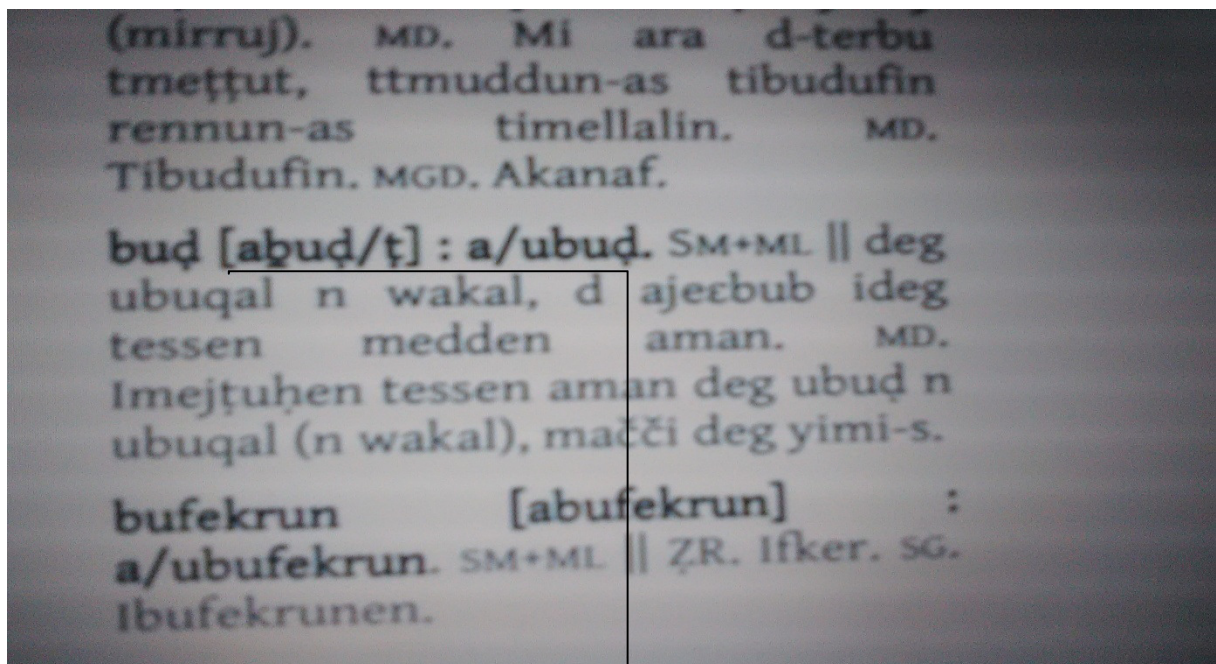 (mirruj). MD. Mi ara d-terbu
tmeṭṭut, ttmuddun-as tibudufin
rennun-as timellalin. MD.
Tibudufin. MGD. Akanaf.
buḍ [aḇuḍ/ṭ] : a/ubuḍ. SM+ML || deg
ubuqal n wakal, d ajeɛbub ideg
tessen medden aman. MD.
Imejṭuḥen tessen aman deg ubuḍ n
ubuqal (n wakal), mačči deg yimi-s.
bufekrun [abufekrun] :
a/ubufekrun. SM+ML || ẒR. Ifker. SG.
Ibufekrunen.